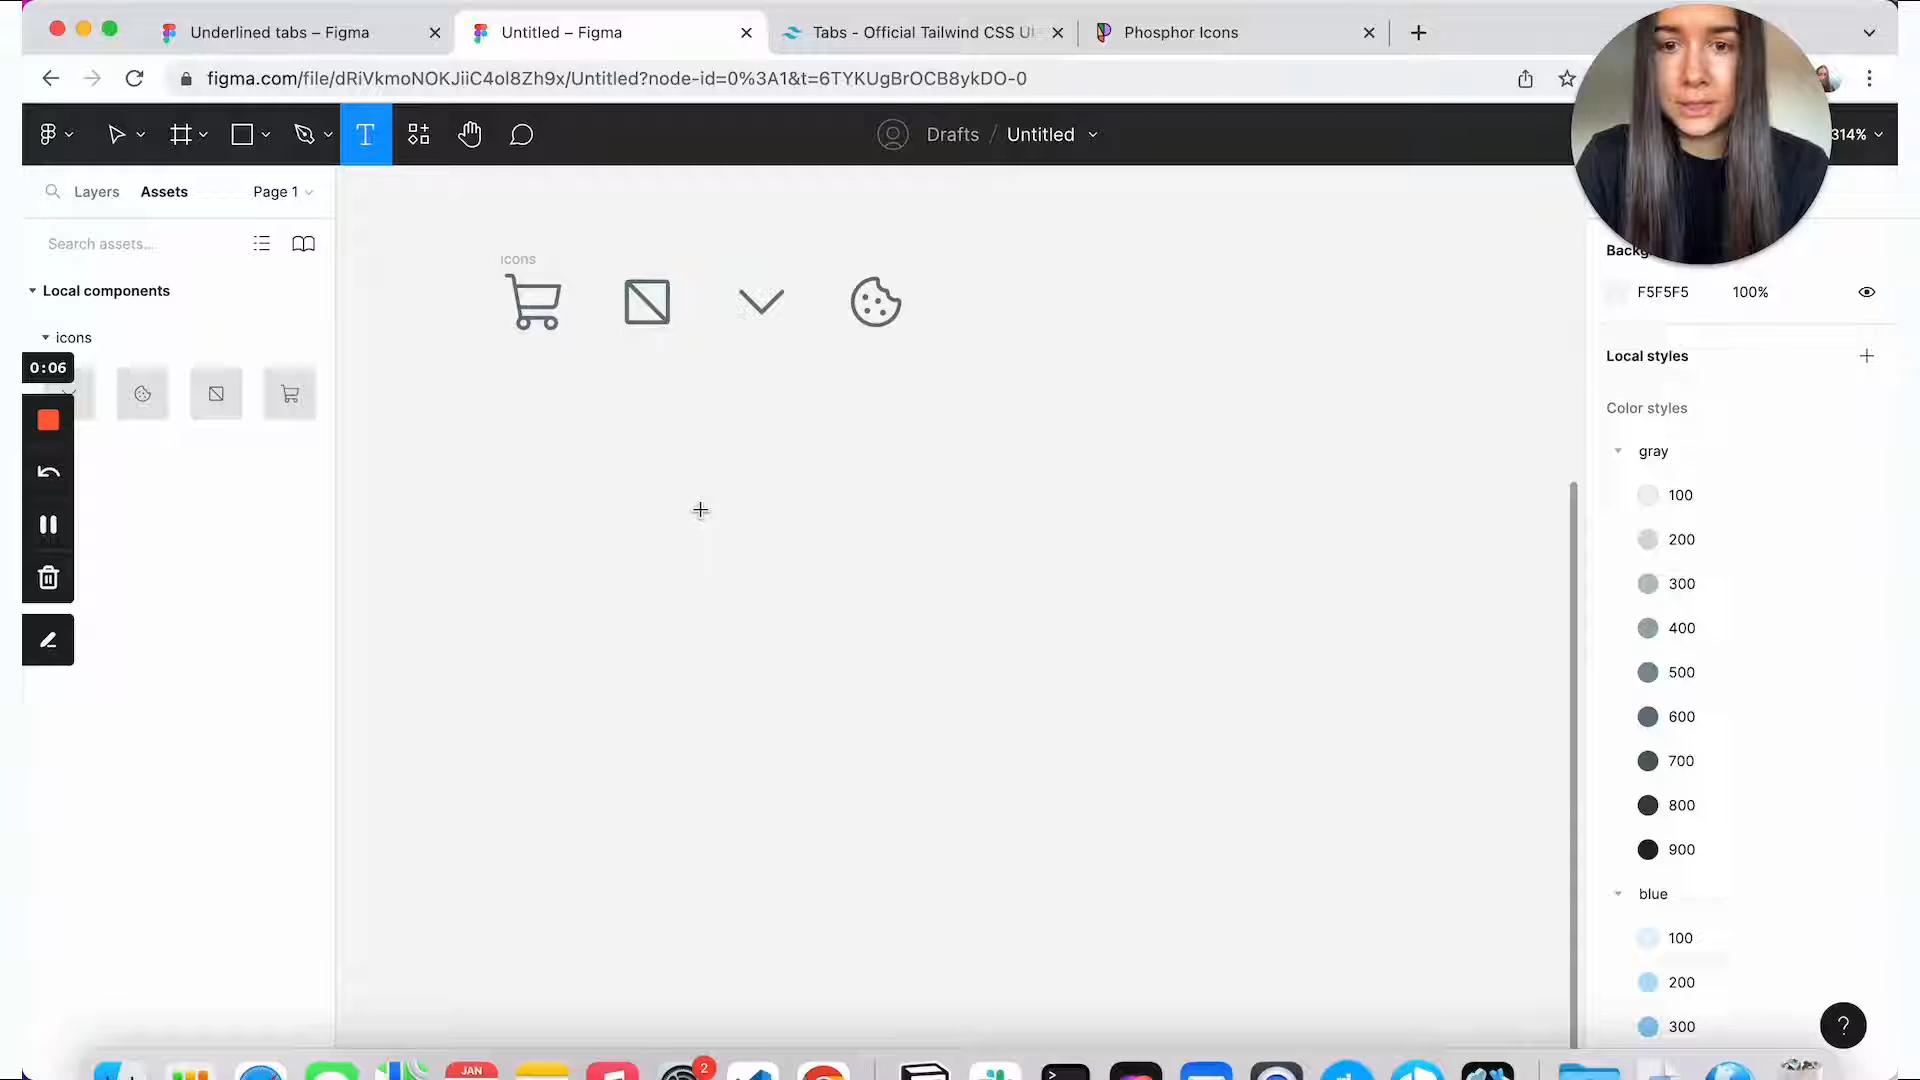 Underlined tabs – Figma
Untitled – Figma
Tabs - Official Tailwind CSS UI
Phosphor Icons
figma.com/file/dRiVkmoNOKJiiC4ol8Zh9x/Untitled?node-id=0%3A1&t=6TYKUgBrOCB8ykDO-0
Drafts / Untitled
314%
Layers
Assets
Page 1
Search assets...
Local components
icons
0:06
icons
F5F5F5
100%
Local styles
Color styles
gray
100
200
300
400
500
600
700
800
900
blue
100
200
300
?
JAN
2